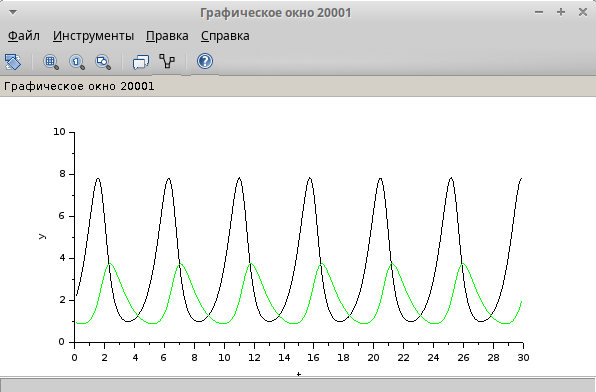 Графическое окно 20001
Файл Инструменты Правка Справка
Графическое окно 20001
10
8
6
4
2
0
y
0 2 4 6 8 10 12 14 16 18 20 22 24 26 28 30